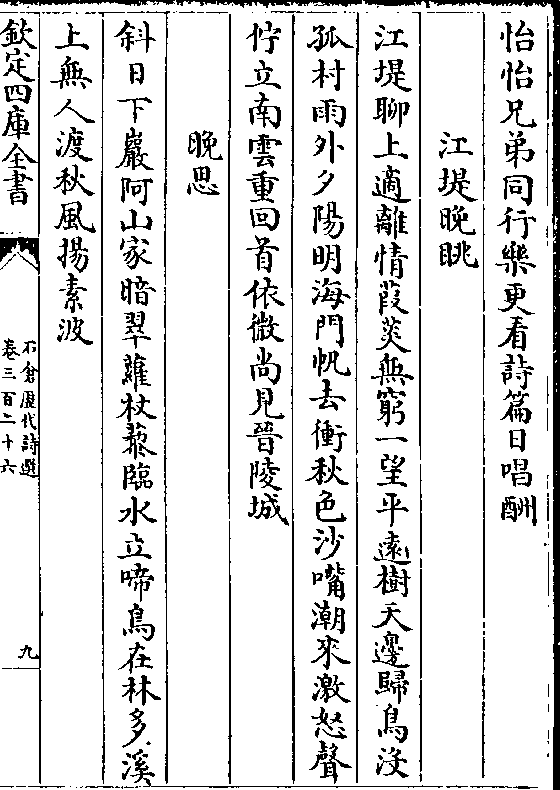 怡怡兄弟同行樂更看詩篇日唱酬
江堤晚眺
江堤聊上適離情葭菼無窮一望平遠樹天邊歸鳥沒
孤村雨外夕陽明海門帆去衝秋色沙嘴潮來激怒聲
佇立南雲重回首依微尚見晉陵城
晚思
斜日下巖阿山家暗翠蘿杖藜臨水立啼鳥在林多溪
上無人渡秋風揚素波
欽定四庫全書
石倉歷代詩選
卷三百二十六
九